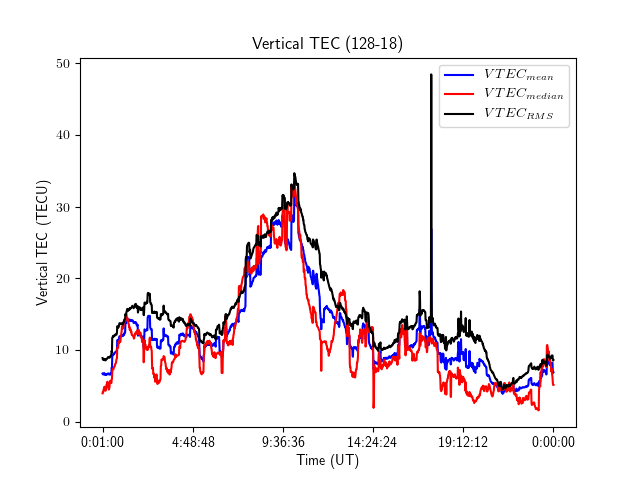 Vertical TEC (128-18)
VTEC_mean
VTEC_median
VTEC_RMS
Vertical TEC (TECU)
50
40
30
20
10
0
0:01:00 4:48:48 9:36:36 14:24:24 19:12:12 0:00:00
Time (UT)